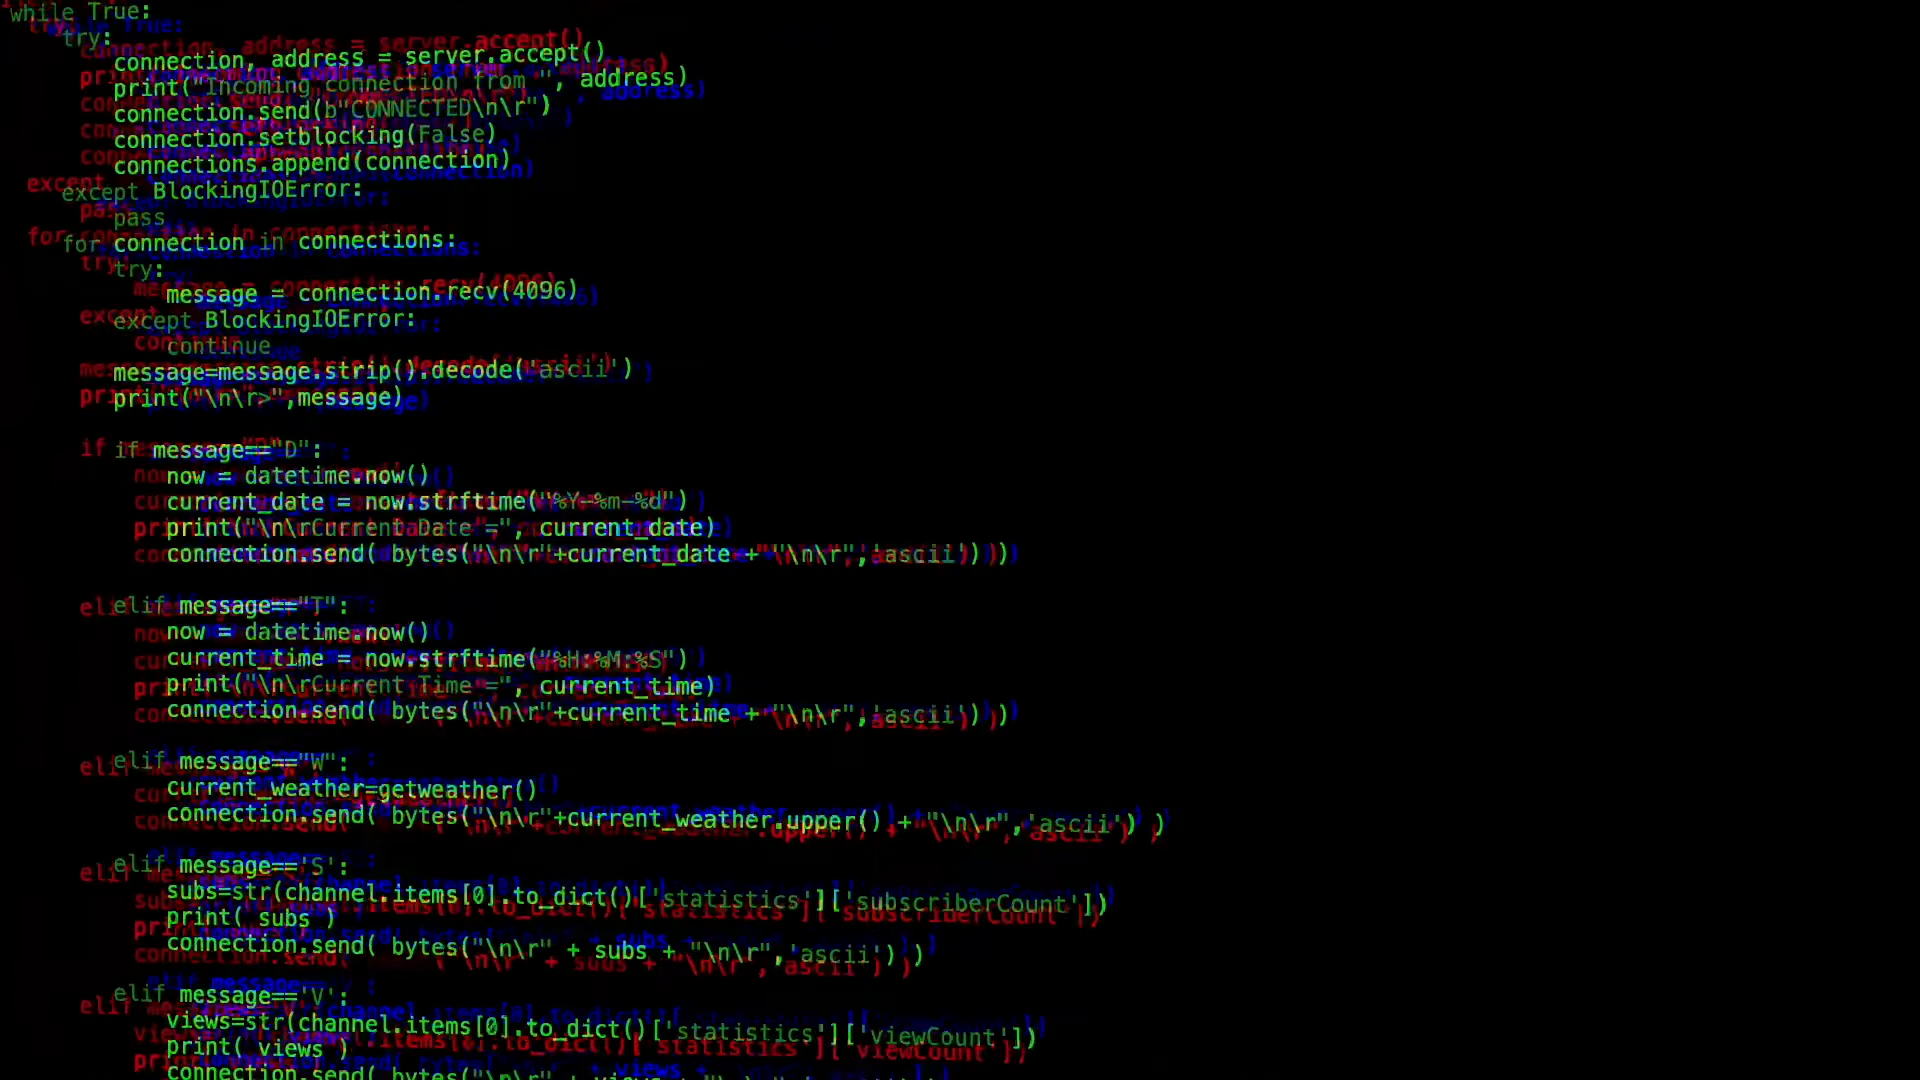 while True:
try:
connection, address = server.accept()
print("Incoming connection from ", address)
connection.send(b"CONNECTED\n\r")
connection.setblocking(False)
connections.append(connection)
except BlockingIOError:
pass
for connection in connections:
try:
message = connection.recv(4096)
except BlockingIOError:
continue
message=message.strip().decode('ascii')
print("\n\r>",message)
if message=="D":
now = datetime.now()
current_date = now.strftime("%Y-%m-%d")
print("\n\rCurrent Date =", current_date)
connection.send( bytes("\n\r"+current_date + "\n\r",'ascii') )
elif message=="T":
now = datetime.now()
current_time = now.strftime("%H:%M:%S")
print("\n\rCurrent Time =", current_time)
connection.send( bytes("\n\r"+current_time + "\n\r",'ascii') )
elif message=="W":
current_weather=getweather()
connection.send( bytes("\n\r"+current_weather.upper() + "\n\r",'ascii') )
elif message=='S':
subs=str(channel.items[0].to_dict()['statistics']['subscriberCount'])
print( subs )
connection.send( bytes("\n\r" + subs + "\n\r",'ascii') )
elif message=='V':
views=str(channel.items[0].to_dict()['statistics']['viewCount'])
print( views )
connection.send( bytes("\n\r" + views +